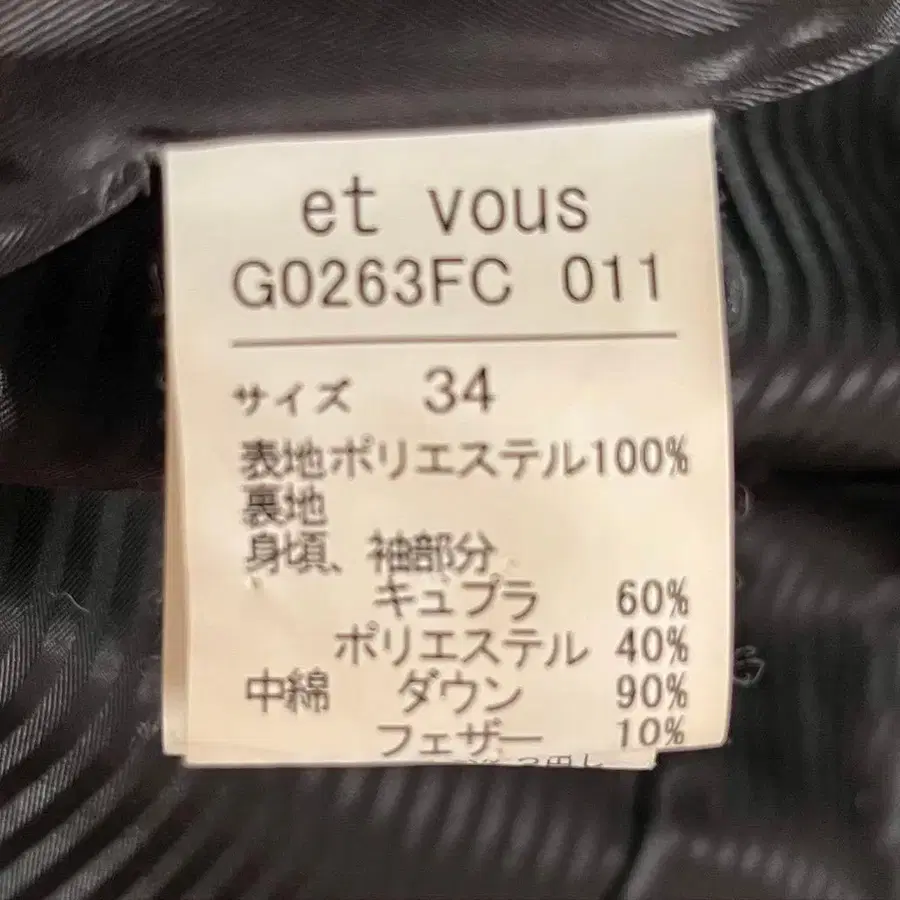 et vous
G0263FC 011
サイズ 34
表地ポリエステル100%
裏地
身頃、袖部分
キュプラ 60%
ポリエステル 40%
中綿 ダウン 90%
フェザー 10%